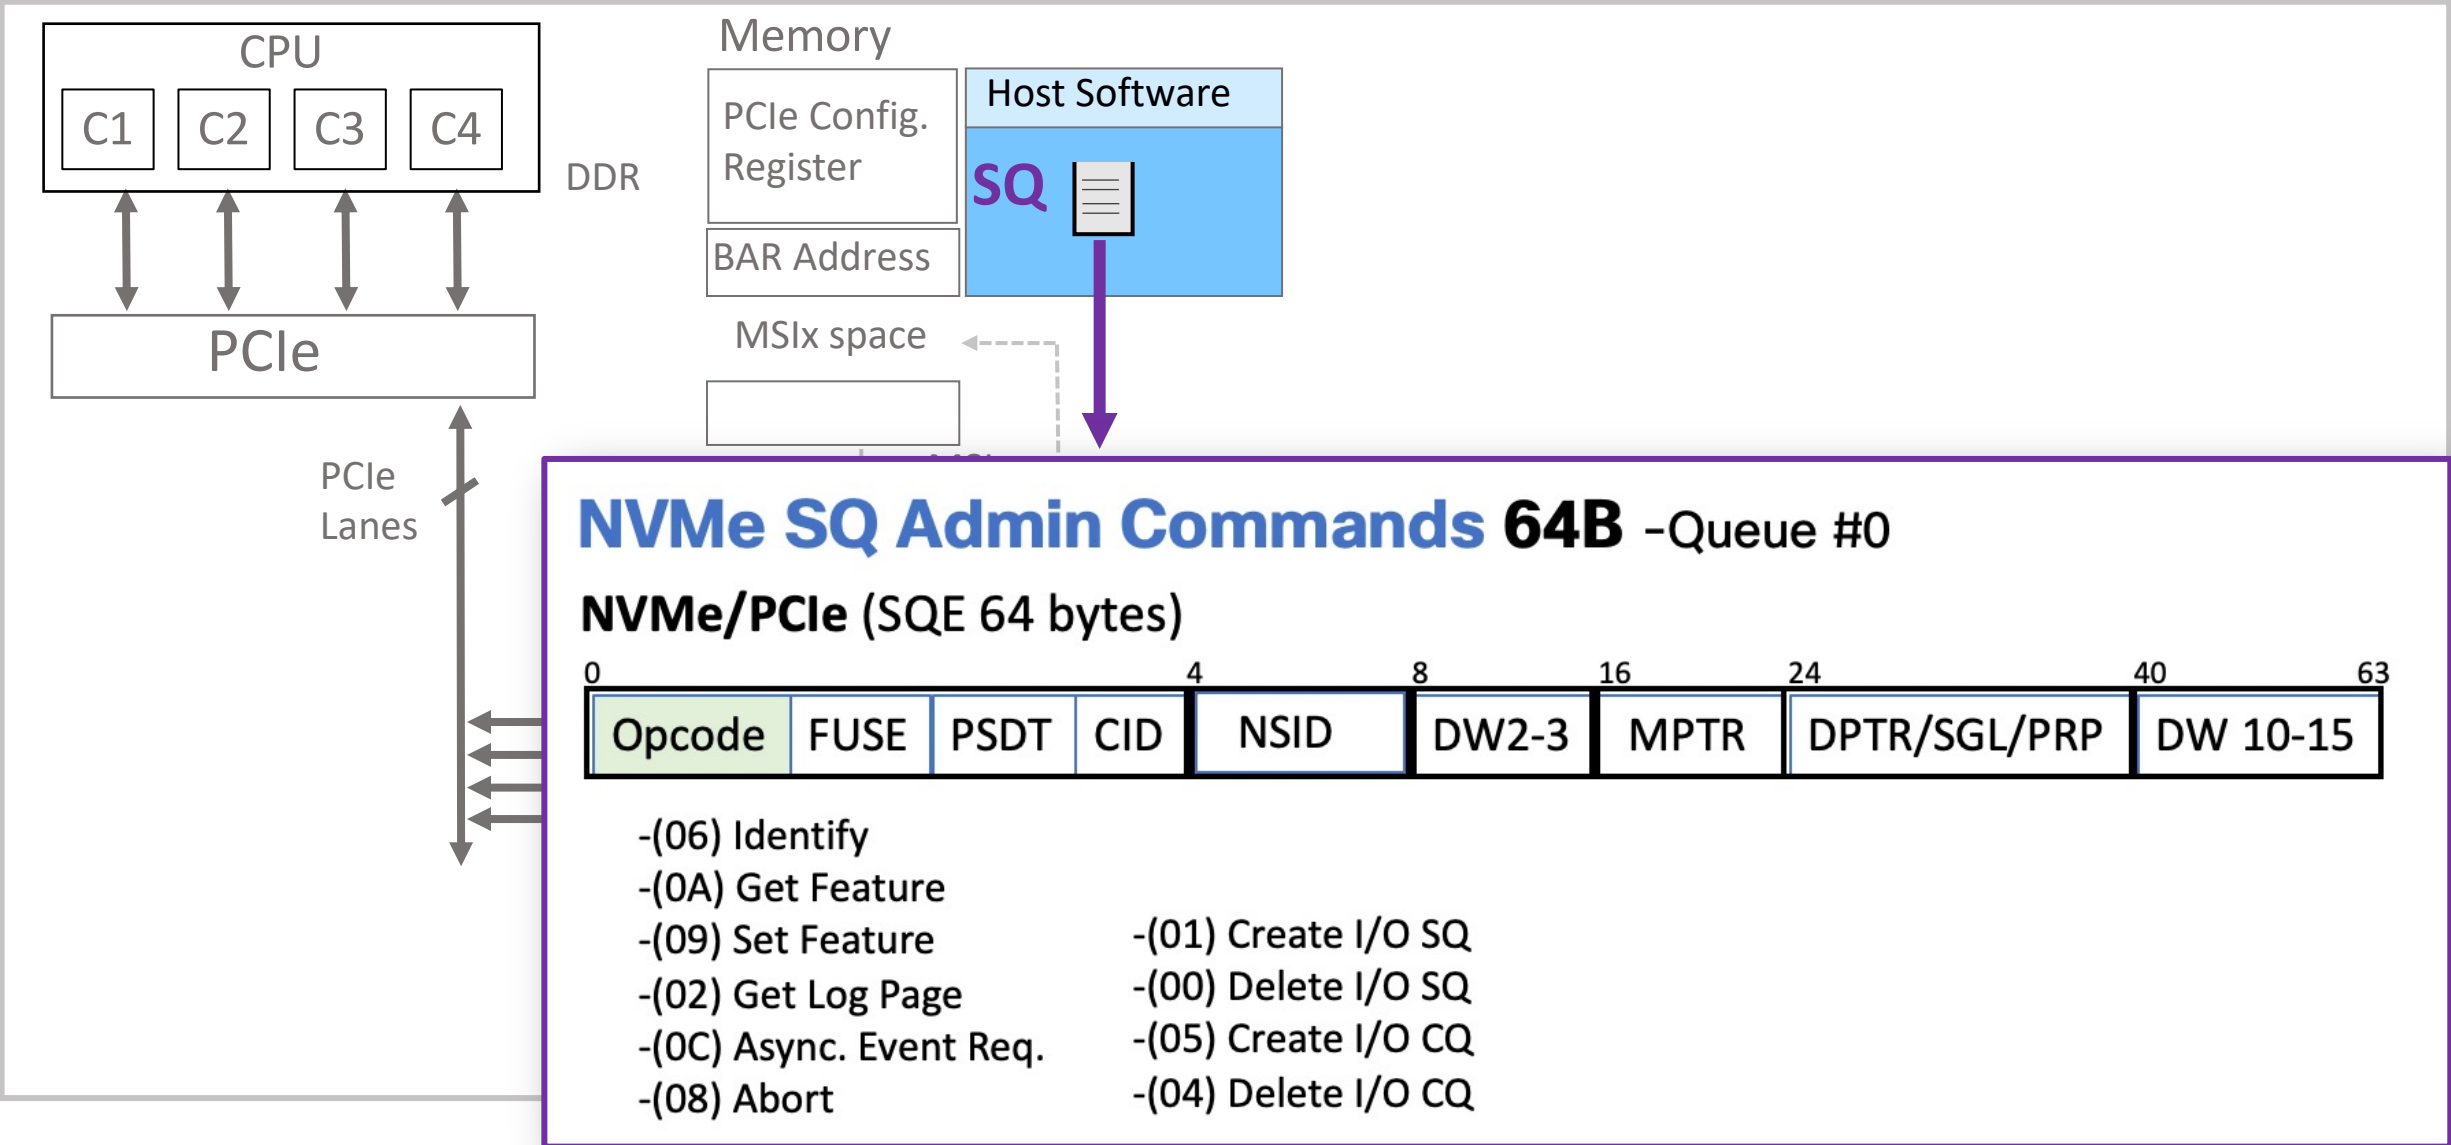 CPU
C1 C2 C3 C4
PCIe
PCIe
Lanes
DDR
Memory
PCIe Config.
Register
BAR Address
Host Software
SQ
MSIx space
NVMe SQ Admin Commands 64B -Queue #0
NVMe/PCIe (SQE 64 bytes)
0 4 8 16 24 40 63
Opcode FUSE PSDT CID NSID DW2-3 MPTR DPTR/SGL/PRP DW 10-15
-(06) Identify
-(0A) Get Feature
-(09) Set Feature
-(02) Get Log Page
-(0C) Async. Event Req.
-(08) Abort
-(01) Create I/O SQ
-(00) Delete I/O SQ
-(05) Create I/O CQ
-(04) Delete I/O CQ